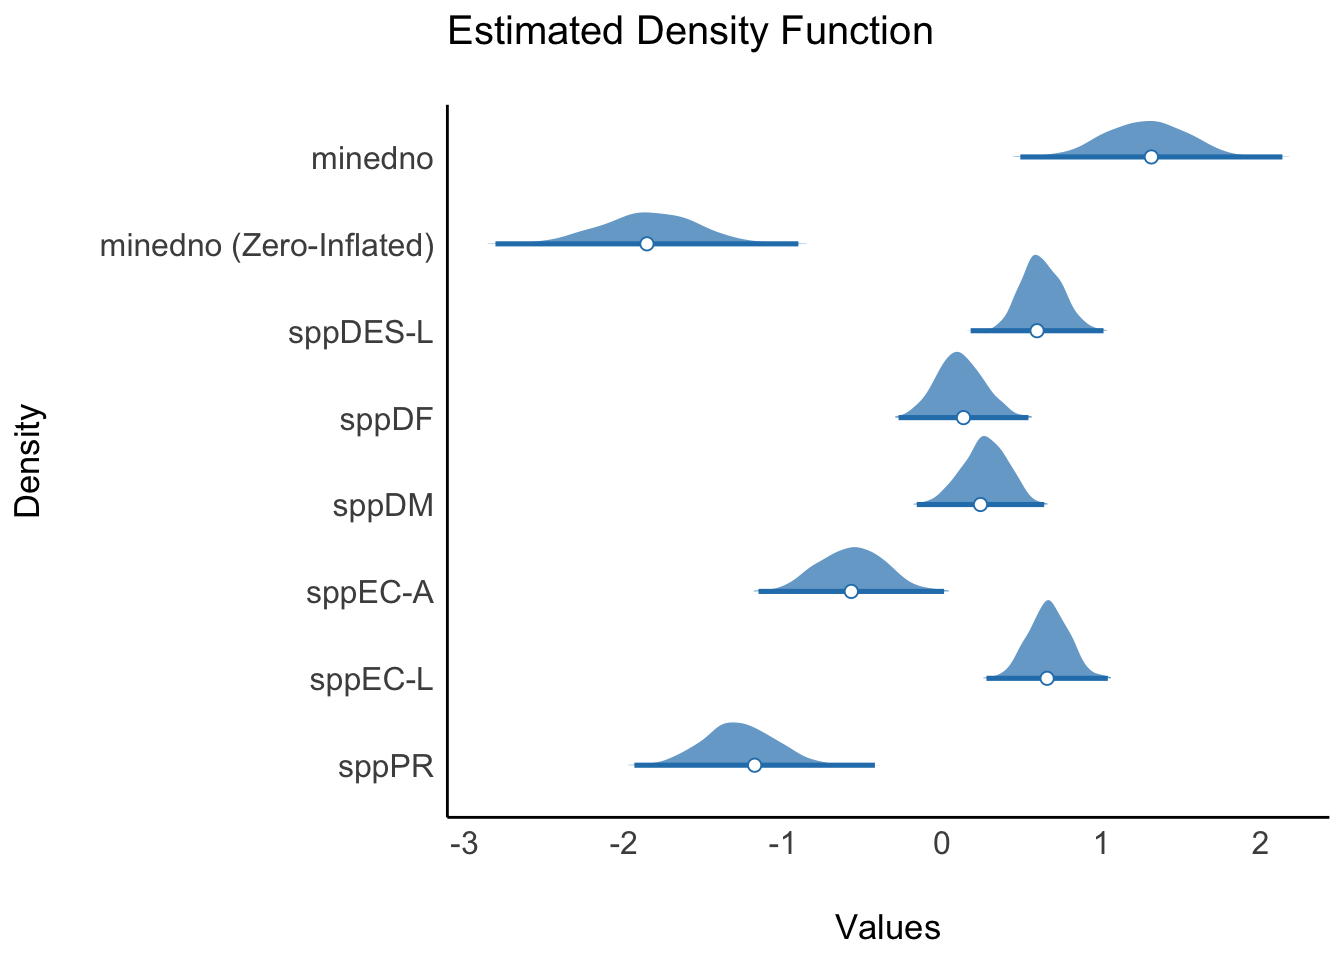 Estimated Density Function
minedno
minedno (Zero-Inflated)
sppDES-L
sppDF
sppDM
sppEC-A
sppEC-L
sppPR
Density
-3 -2 -1 0 1 2
Values